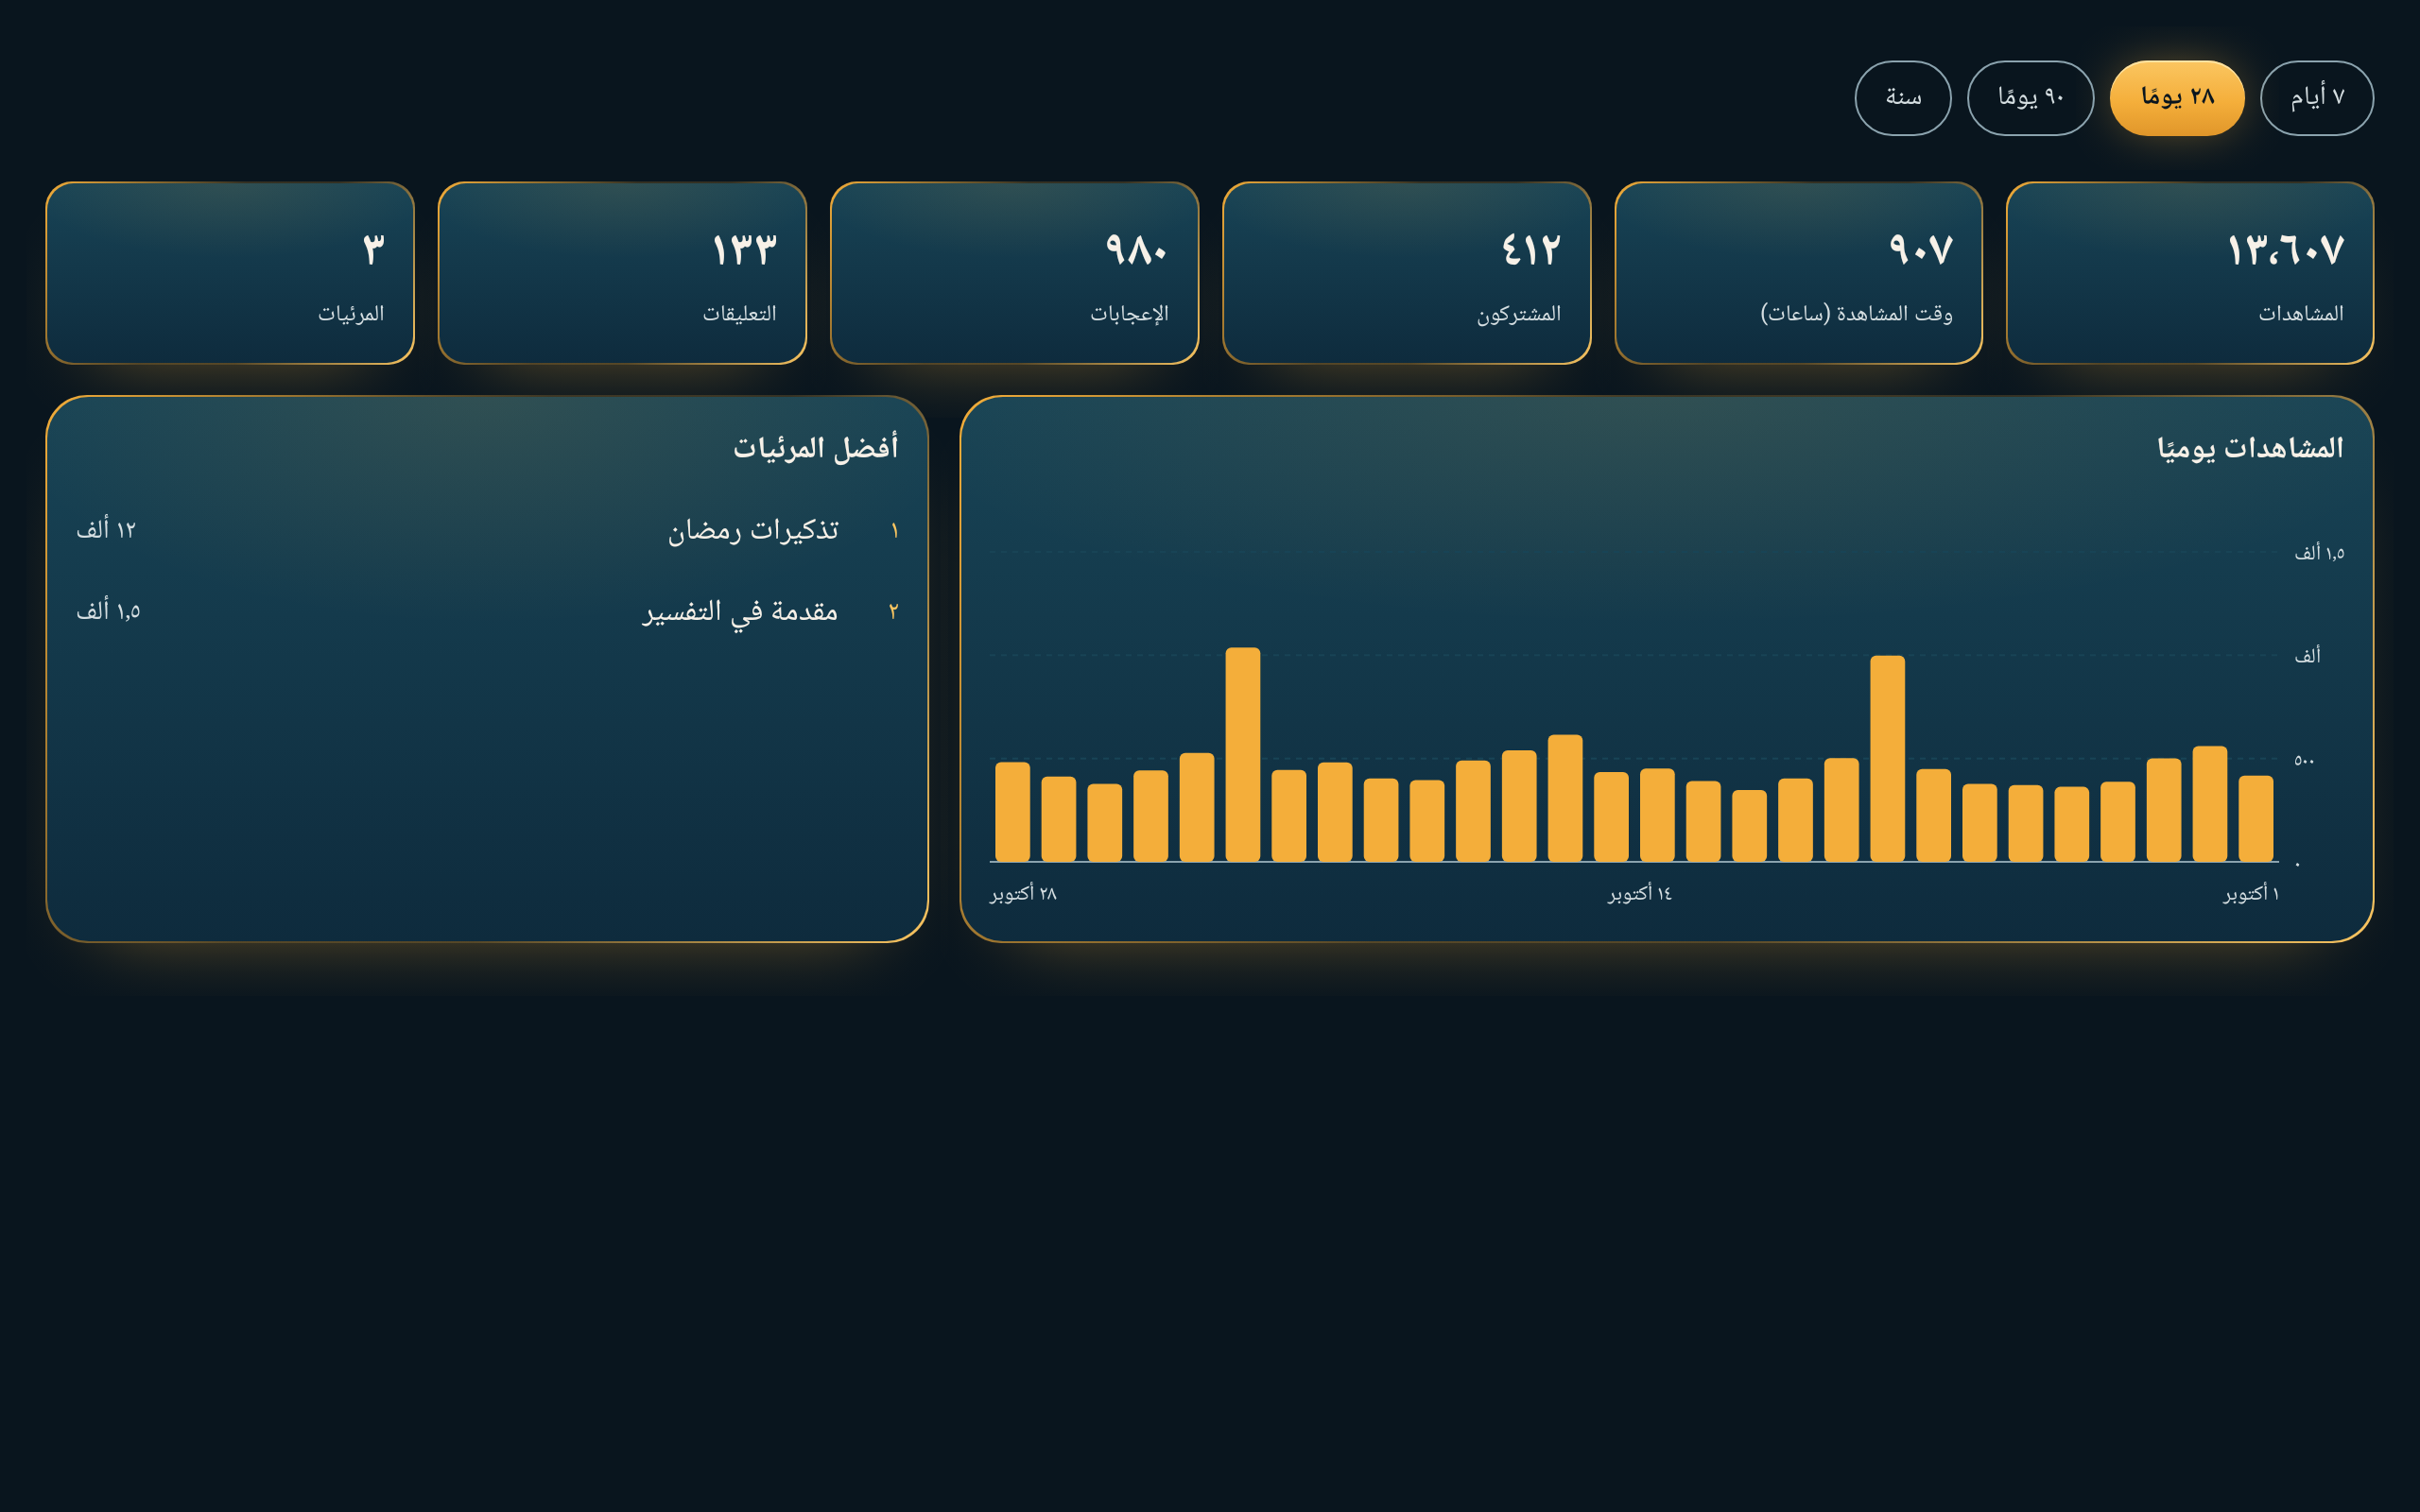 ٧ أيام
٢٨ يومًا
٩٠ يومًا
سنة
١٣،٦٠٧
المشاهدات
٩٠٧
وقت المشاهدة (ساعات)
٤١٢
المشتركون
٩٨٠
الإعجابات
١٣٣
التعليقات
٣
المرئيات
المشاهدات يوميًا
١٫٥ ألف
ألف
٥٠٠
٠
١ أكتوبر
١٤ أكتوبر
٢٨ أكتوبر
أفضل المرئيات
١ تذكيرات رمضان ١٢ ألف
٢ مقدمة في التفسير ١٫٥ ألف